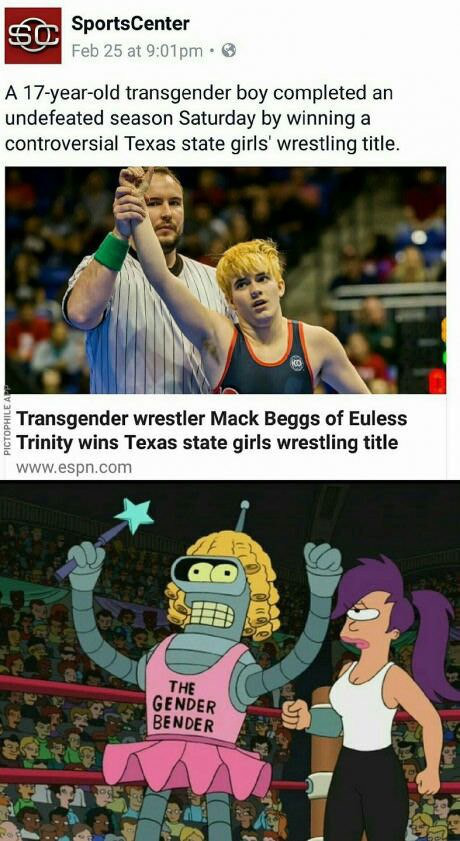 SC
SportsCenter
Feb 25 at 9:01pm ·
A 17-year-old transgender boy completed an
undefeated season Saturday by winning a
controversial Texas state girls' wrestling title.
PICTOPHILE APP
Transgender wrestler Mack Beggs of Euless
Trinity wins Texas state girls wrestling title
www.espn.com
THE
GENDER
BENDER